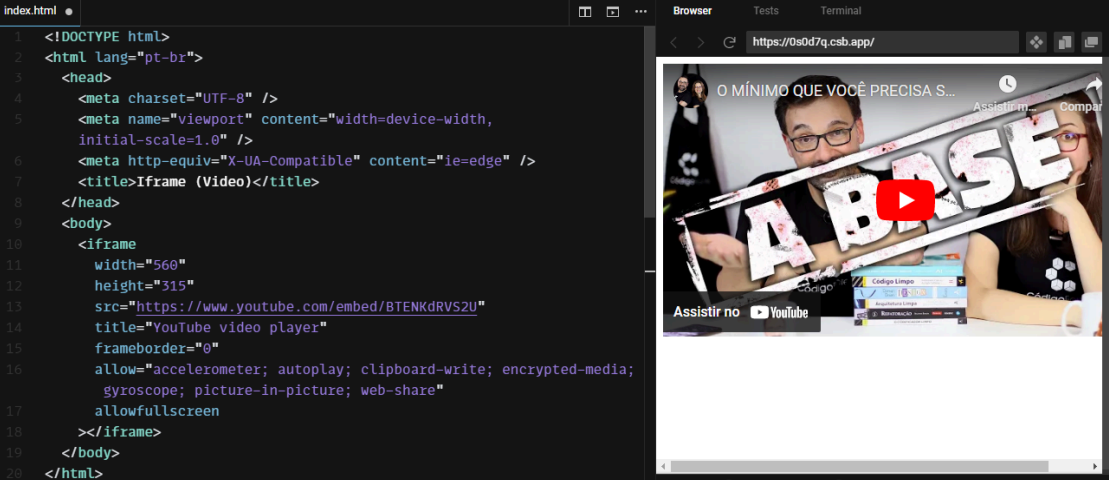 index.html
1 <!DOCTYPE html>
2 <html lang="pt-br">
3 <head>
4 <meta charset="UTF-8" />
5 <meta name="viewport" content="width=device-width,
initial-scale=1.0" />
6 <meta http-equiv="X-UA-Compatible" content="ie=edge" />
7 <title>Iframe (Video)</title>
8 </head>
9 <body>
10 <iframe
11 width="560"
12 height="315"
13 src="https://www.youtube.com/embed/BTENKdRVS2U"
14 title="YouTube video player"
15 frameborder="0"
16 allow="accelerometer; autoplay; clipboard-write; encrypted-media;
gyroscope; picture-in-picture; web-share"
17 allowfullscreen
18 ></iframe>
19 </body>
20 </html>
Browser Tests Terminal
https://0s0d7q.csb.app/
O MÍNIMO QUE VOCÊ PRECISA S...
Assistir m...
Compar
A BASE
Código Limpo
Arquitetura Limpa
REFATORAÇÃO
Código
Assistir no YouTube